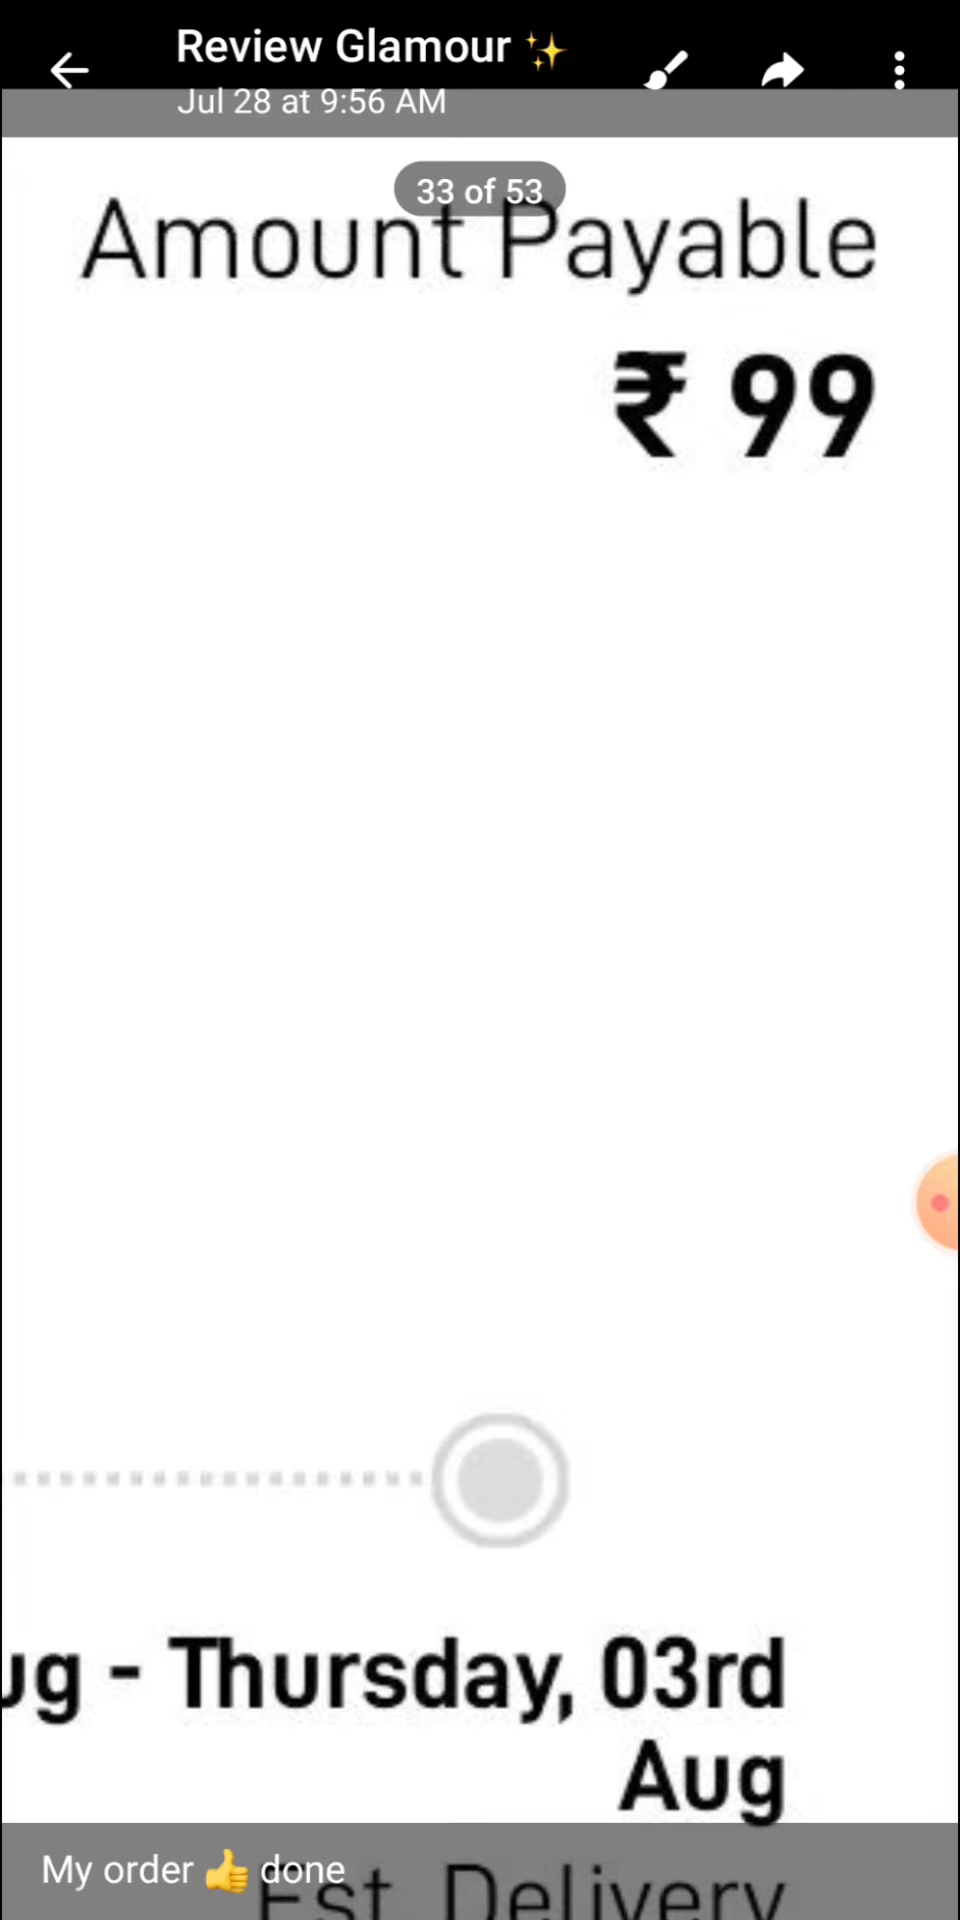 Review Glamour ✨
Jul 28 at 9:56 AM
33 of 53
Amount Payable
₹ 99
ug - Thursday, 03rd
Aug
My order 👍 done
Est. Delivery